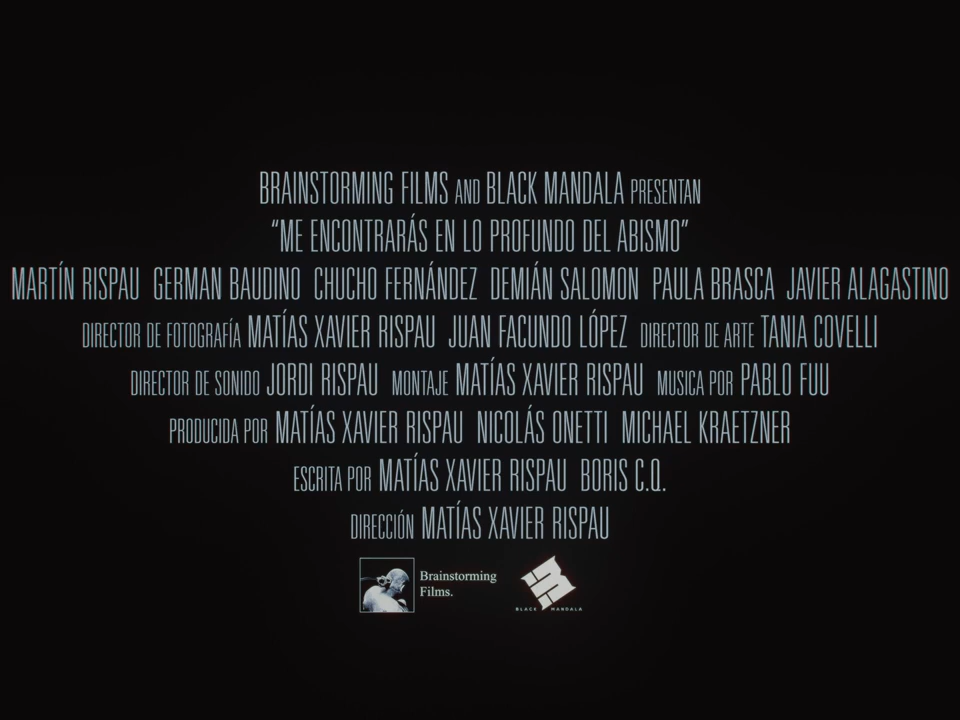 BRAINSTORMING FILMS AND BLACK MANDALA PRESENTAN
“ME ENCONTRARÁS EN LO PROFUNDO DEL ABISMO”
MARTÍN RISPAU GERMAN BAUDINO CHUCHO FERNÁNDEZ DEMIÁN SALOMON PAULA BRASCA JAVIER ALAGASTINO
DIRECTOR DE FOTOGRAFÍA MATÍAS XAVIER RISPAU JUAN FACUNDO LÓPEZ DIRECTOR DE ARTE TANIA COVELLI
DIRECTOR DE SONIDO JORDI RISPAU MONTAJE MATÍAS XAVIER RISPAU MUSICA POR PABLO FUU
PRODUCIDA POR MATÍAS XAVIER RISPAU NICOLÁS ONETTI MICHAEL KRAETZNER
ESCRITA POR MATÍAS XAVIER RISPAU BORIS C.Q.
DIRECCIÓN MATÍAS XAVIER RISPAU
Brainstorming
Films.
BLACK MANDALA